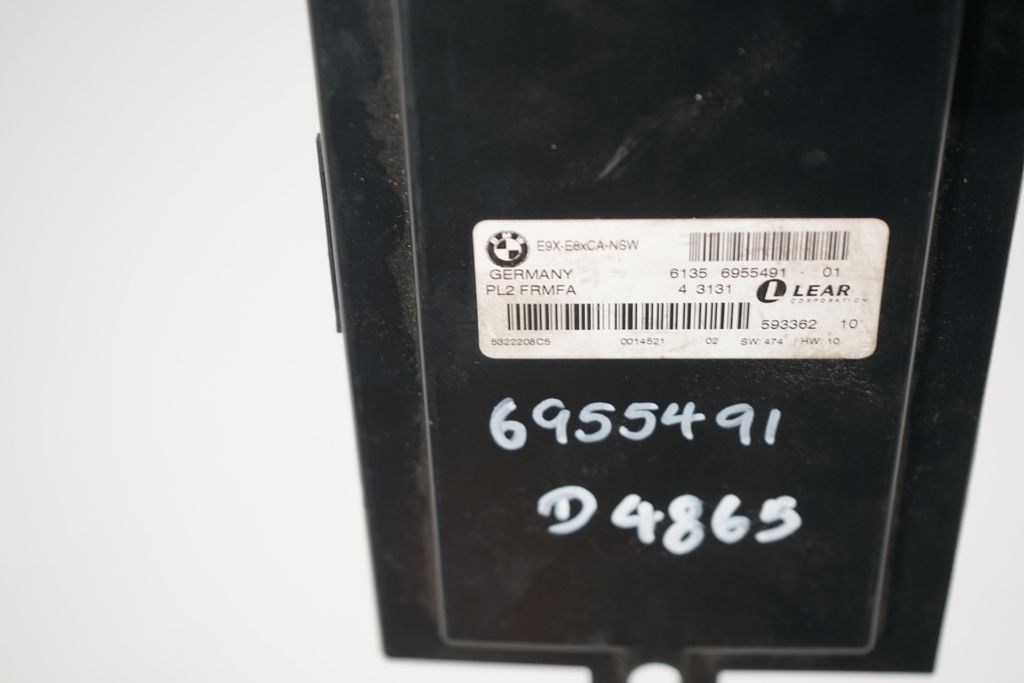 BMW
E9X-E8xCA-NSW
GERMANY 6135 6955491 - 01
PL2 FRMFA 4 3131 LEAR
CORPORATION
593362 10
5322208C5 0014521 02 SW: 474 / HW: 10
6955491
D4865